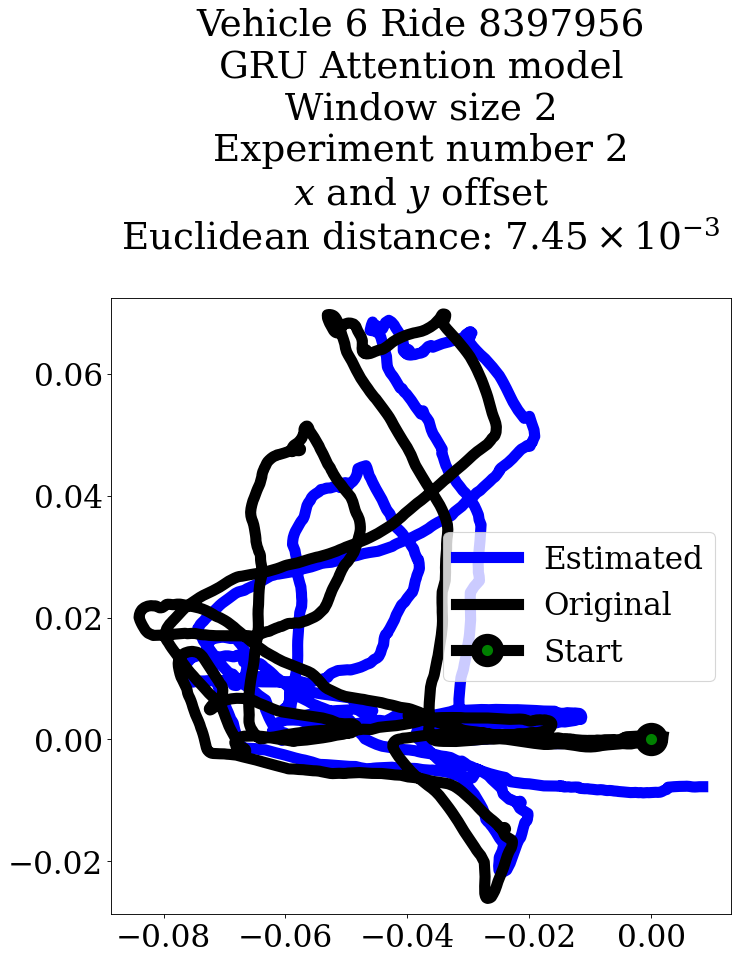 Vehicle 6 Ride 8397956
GRU Attention model
Window size 2
Experiment number 2
x and y offset
Euclidean distance: 7.45 × 10⁻³
0.06
0.04
0.02
0.00
−0.02
Estimated
Original
Start
−0.08 −0.06 −0.04 −0.02 0.00